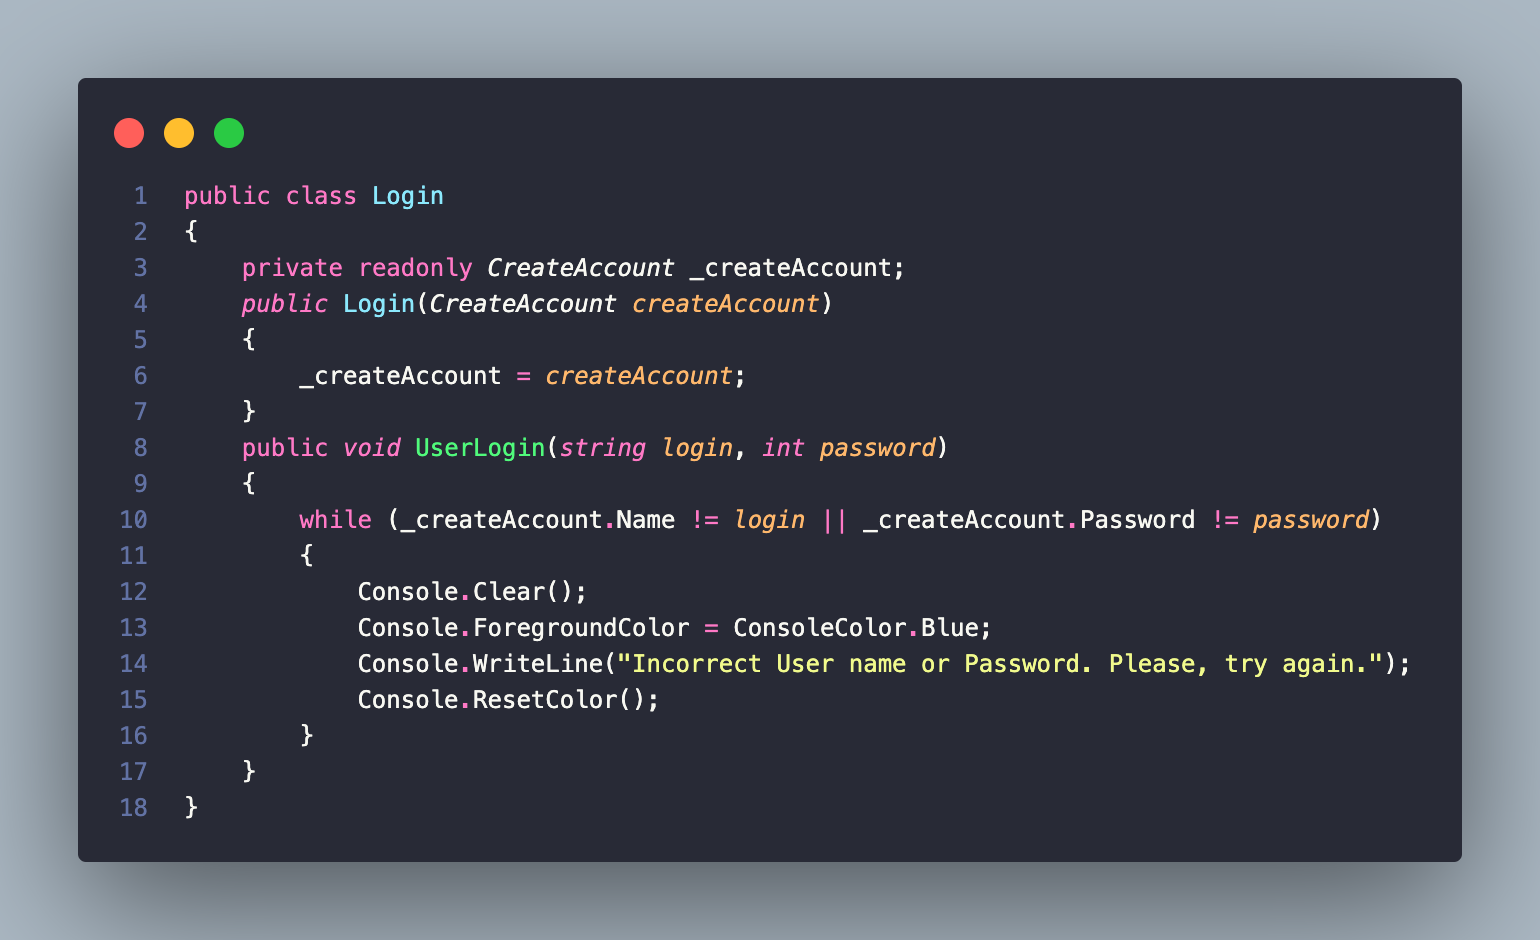 1 public class Login
2 {
3     private readonly CreateAccount _createAccount;
4     public Login(CreateAccount createAccount)
5     {
6         _createAccount = createAccount;
7     }
8     public void UserLogin(string login, int password)
9     {
10         while (_createAccount.Name != login || _createAccount.Password != password)
11         {
12             Console.Clear();
13             Console.ForegroundColor = ConsoleColor.Blue;
14             Console.WriteLine("Incorrect User name or Password. Please, try again.");
15             Console.ResetColor();
16         }
17     }
18 }